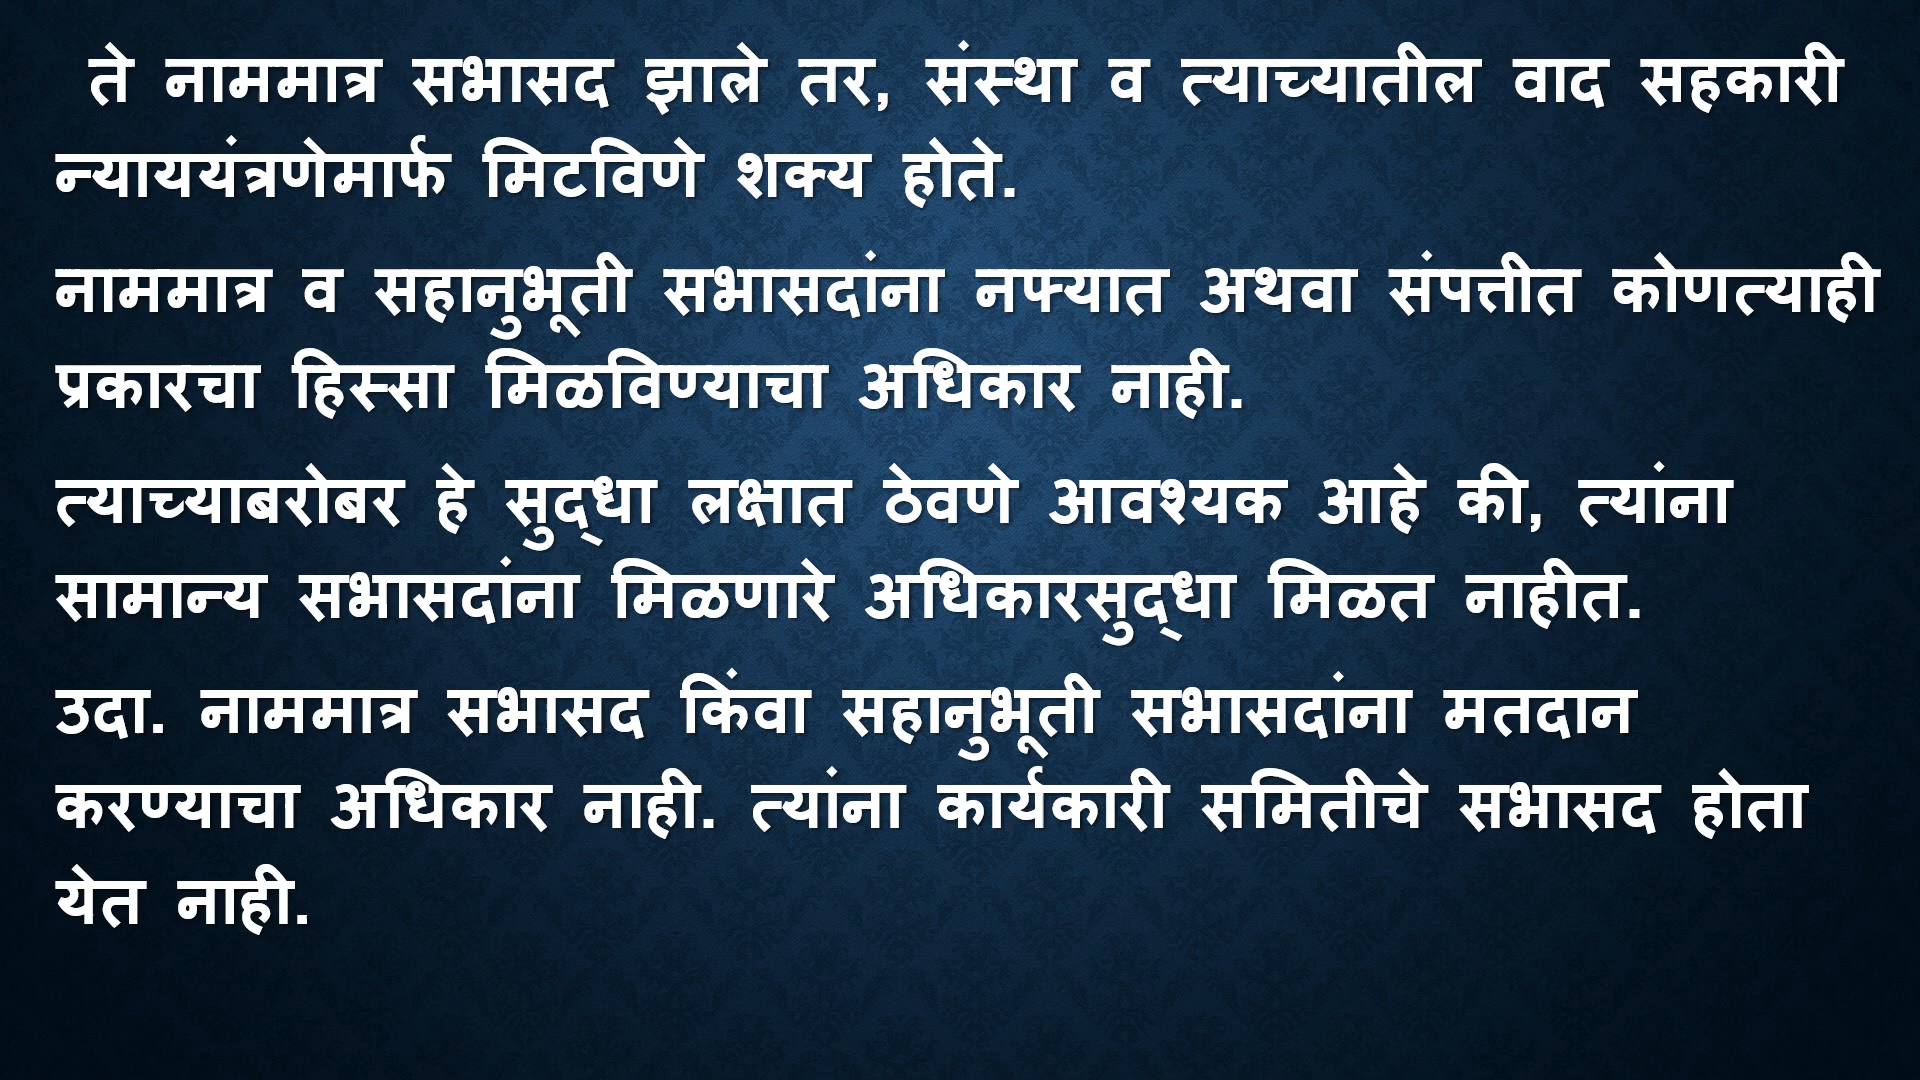 ते नाममात्र सभासद झाले तर, संस्था व त्याच्यातील वाद सहकारी
न्याययंत्रणेमार्फ मिटविणे शक्य होते.
नाममात्र व सहानुभूती सभासदांना नफ्यात अथवा संपत्तीत कोणत्याही
प्रकारचा हिस्सा मिळविण्याचा अधिकार नाही.
त्याच्याबरोबर हे सुद्धा लक्षात ठेवणे आवश्यक आहे की, त्यांना
सामान्य सभासदांना मिळणारे अधिकारसुद्धा मिळत नाहीत.
उदा. नाममात्र सभासद किंवा सहानुभूती सभासदांना मतदान
करण्याचा अधिकार नाही. त्यांना कार्यकारी समितीचे सभासद होता
येत नाही.